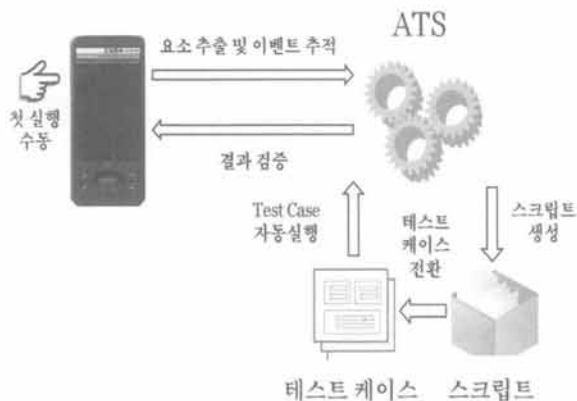 ATS
요소 추출 및 이벤트 추적
첫 실행
수동
결과 검증
Test Case
자동실행
테스트
케이스
전환
스크립트
생성
테스트 케이스
스크립트